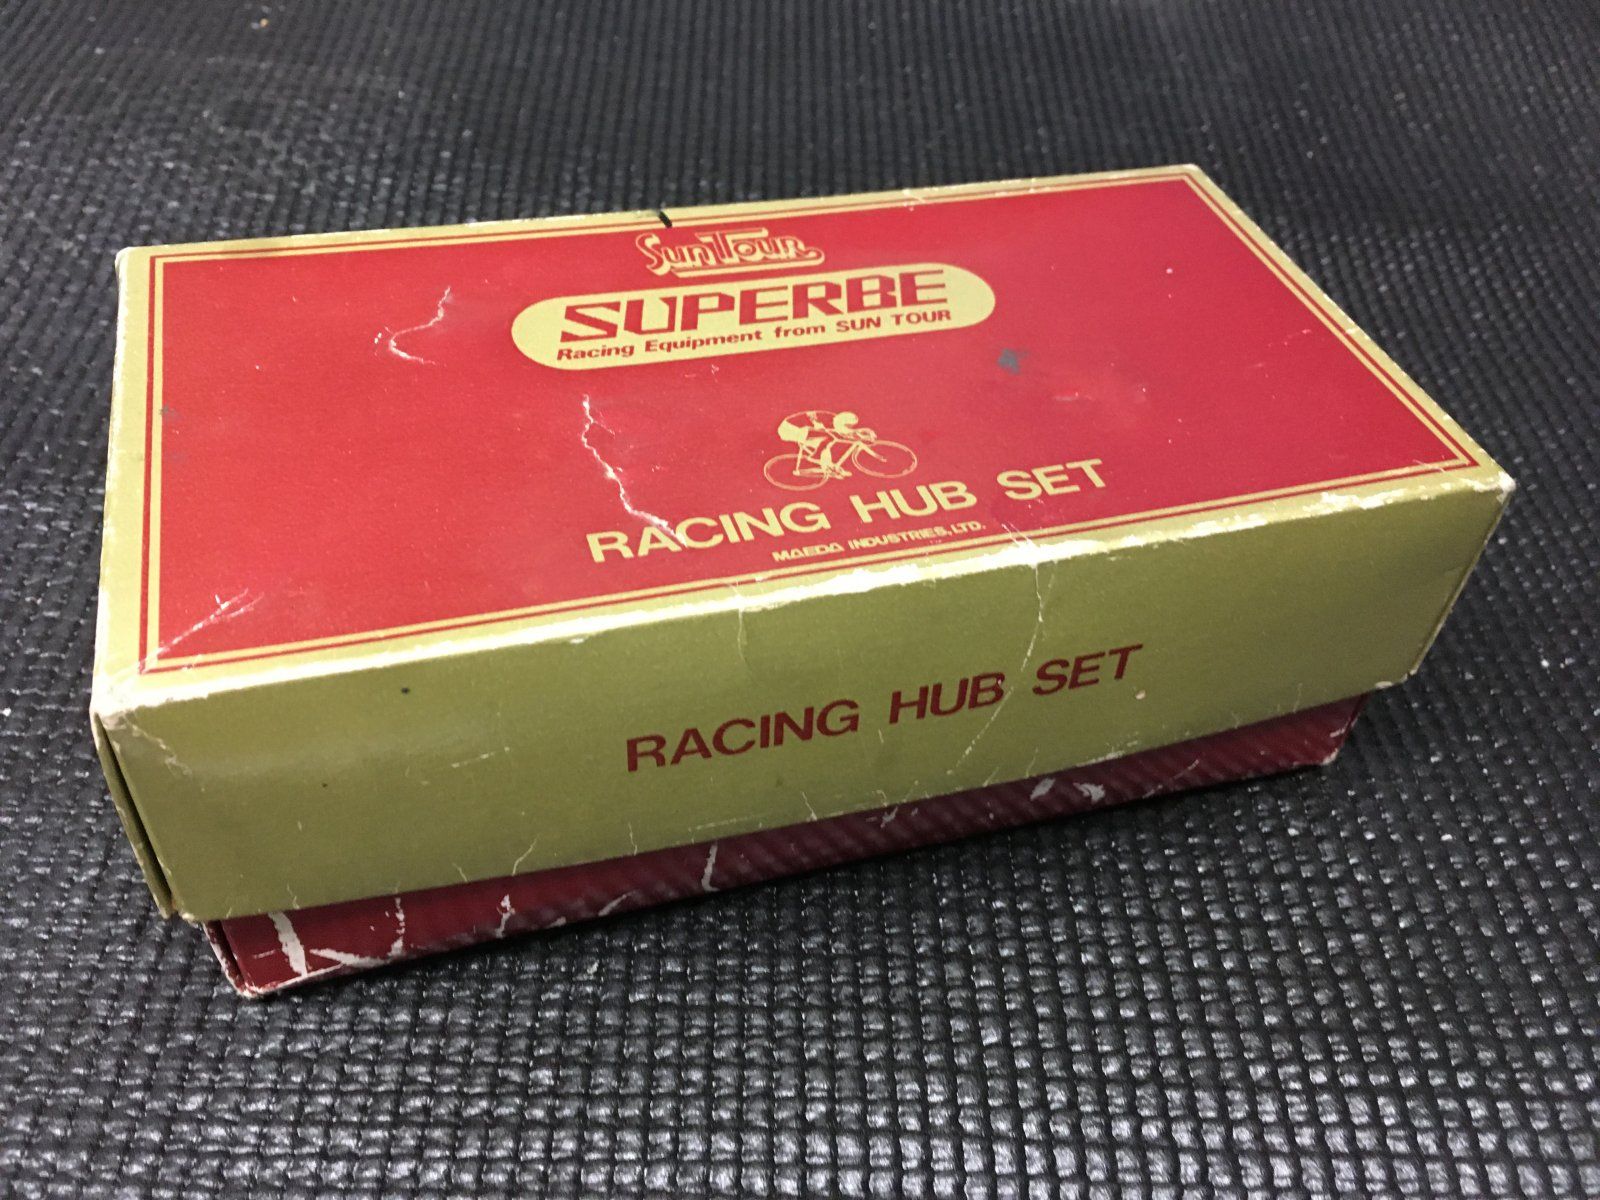 SunTour
SUPERBE
Racing Equipment from SUN TOUR
RACING HUB SET
MAEDA INDUSTRIES, LTD.
RACING HUB SET